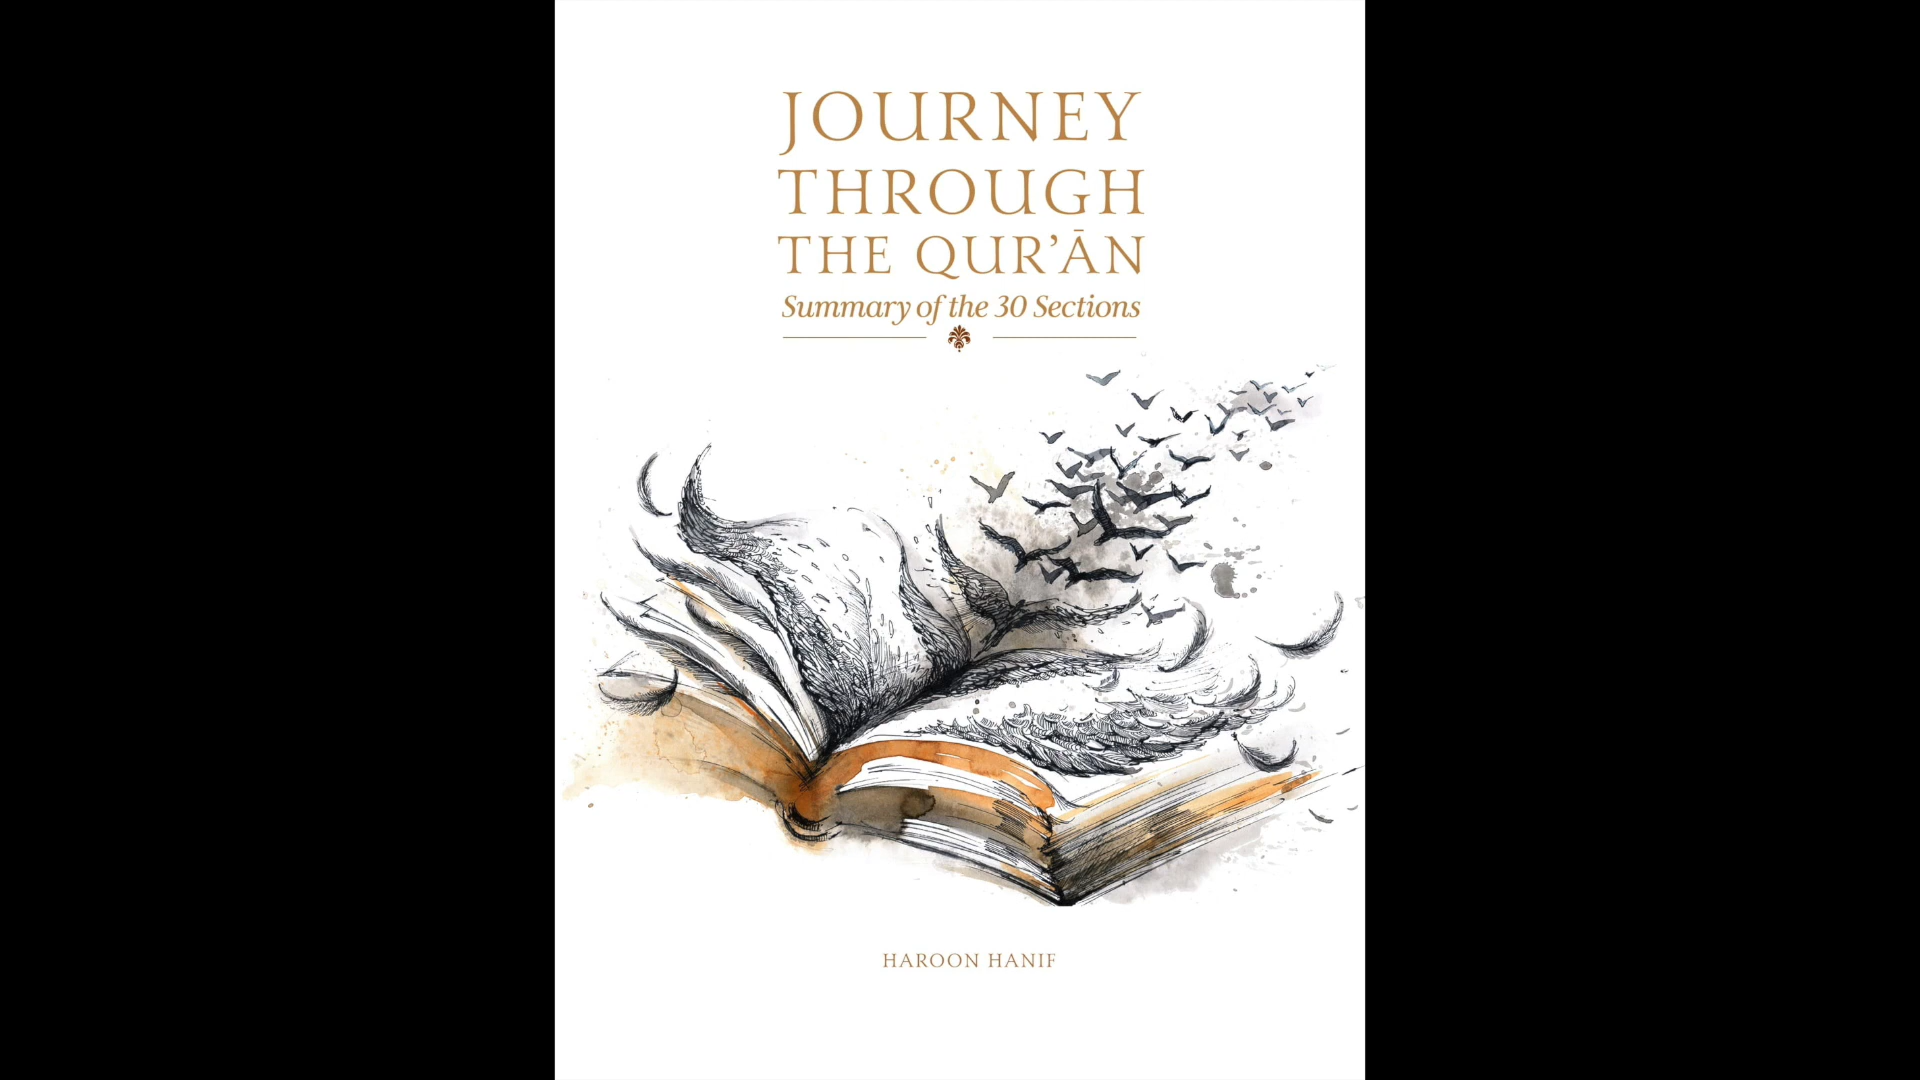 JOURNEY
THROUGH
THE QUR’ĀN
Summary of the 30 Sections
HAROON HANIF